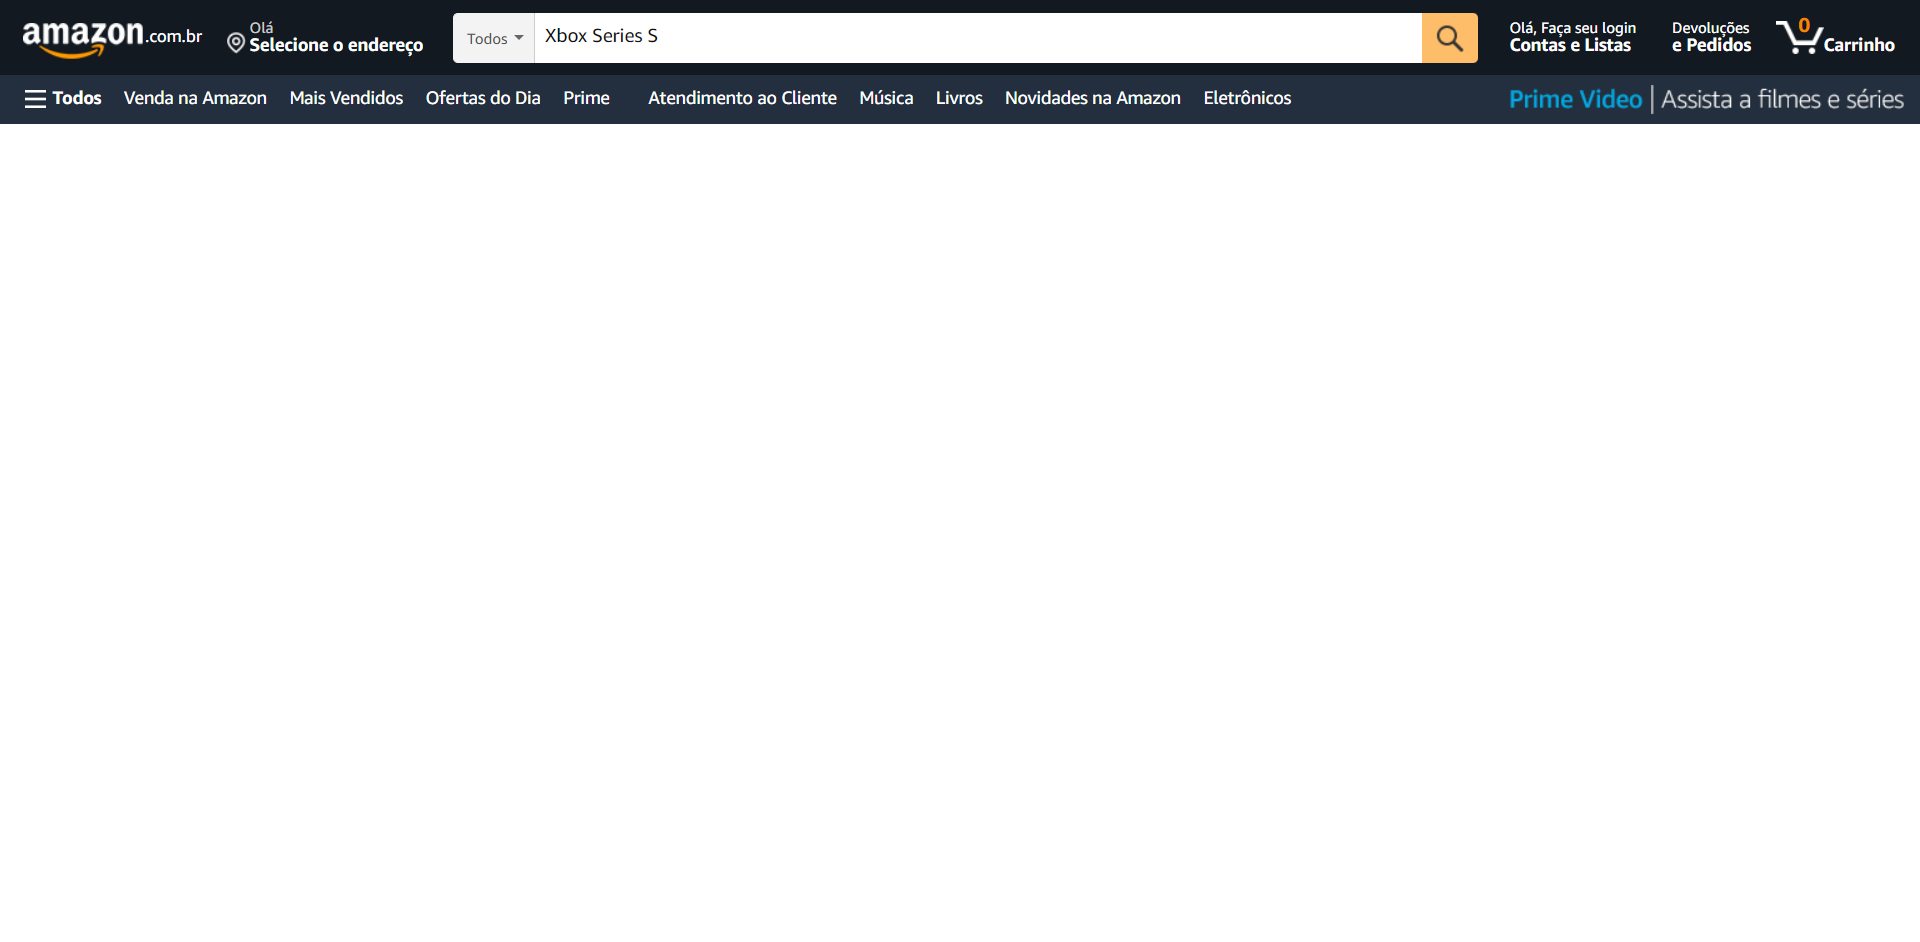 amazon.com.br
Olá
Selecione o endereço
Todos
Xbox Series S
Olá, Faça seu login
Contas e Listas
Devoluções
e Pedidos
0
Carrinho
Todos
Venda na Amazon
Mais Vendidos
Ofertas do Dia
Prime
Atendimento ao Cliente
Música
Livros
Novidades na Amazon
Eletrônicos
Prime Video | Assista a filmes e séries